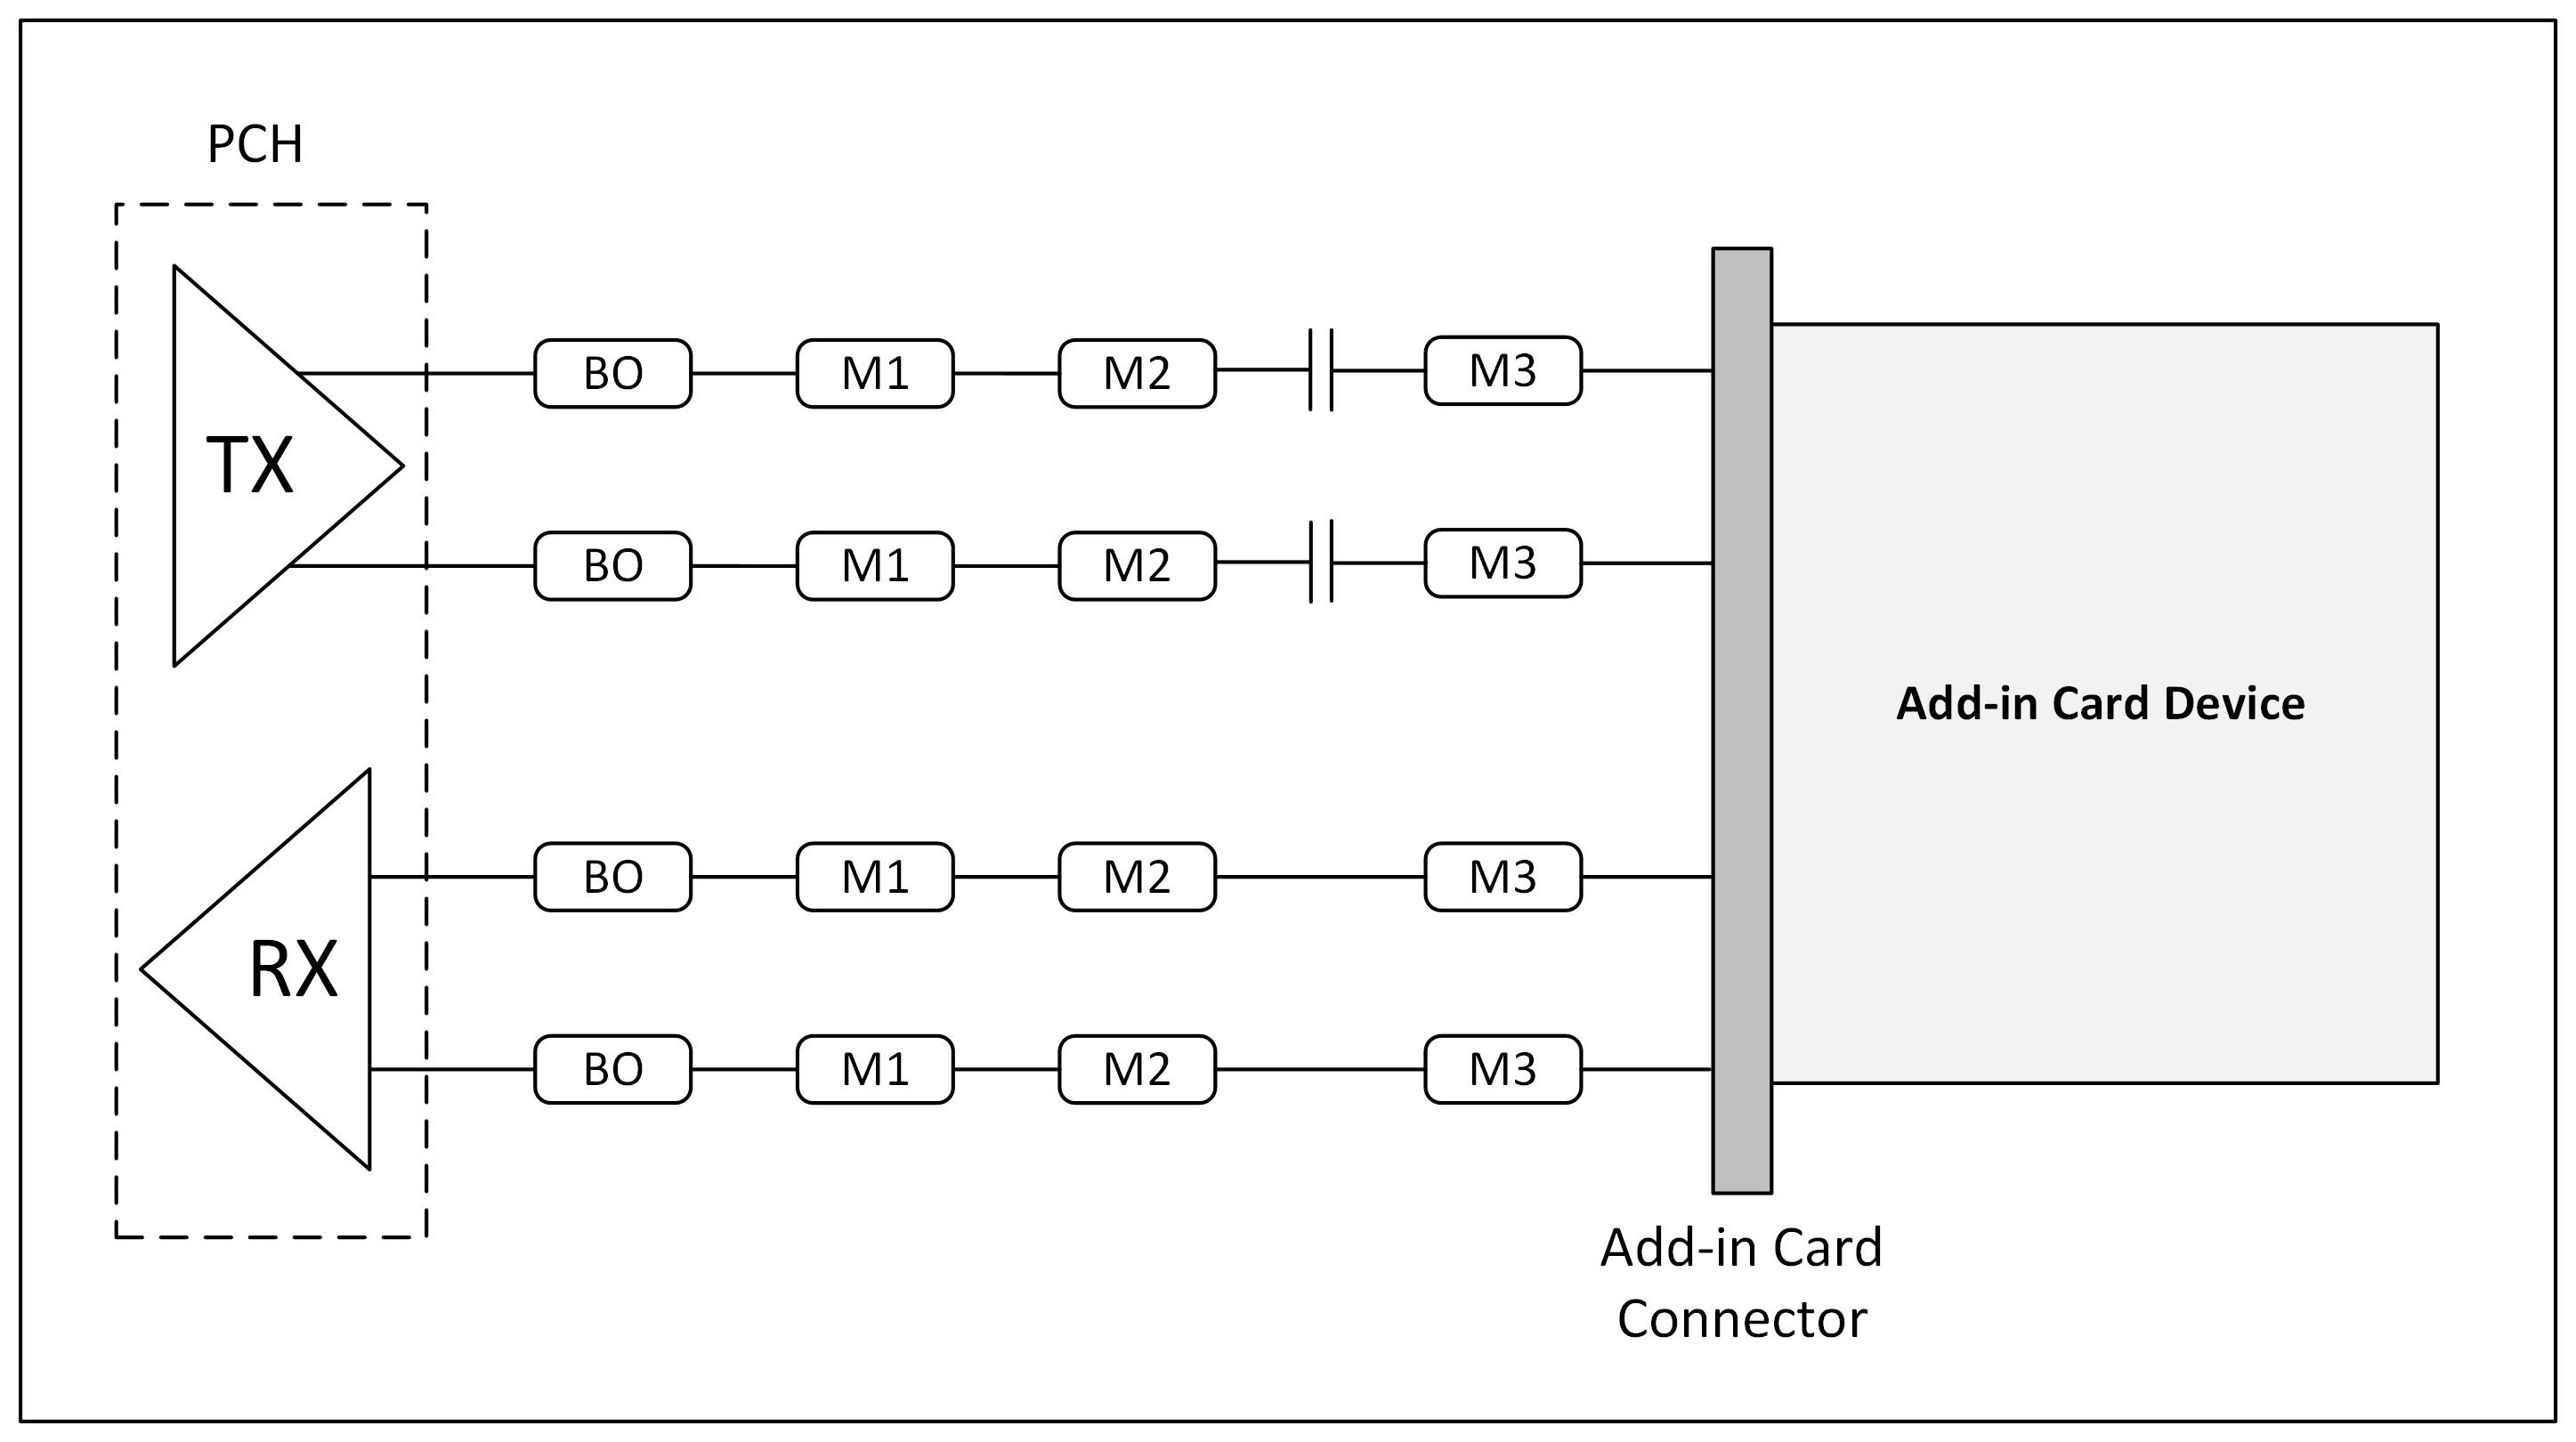 PCH
TX
BO M1 M2 M3
BO M1 M2 M3
Add-in Card Device
RX
BO M1 M2 M3
BO M1 M2 M3
Add-in Card
Connector